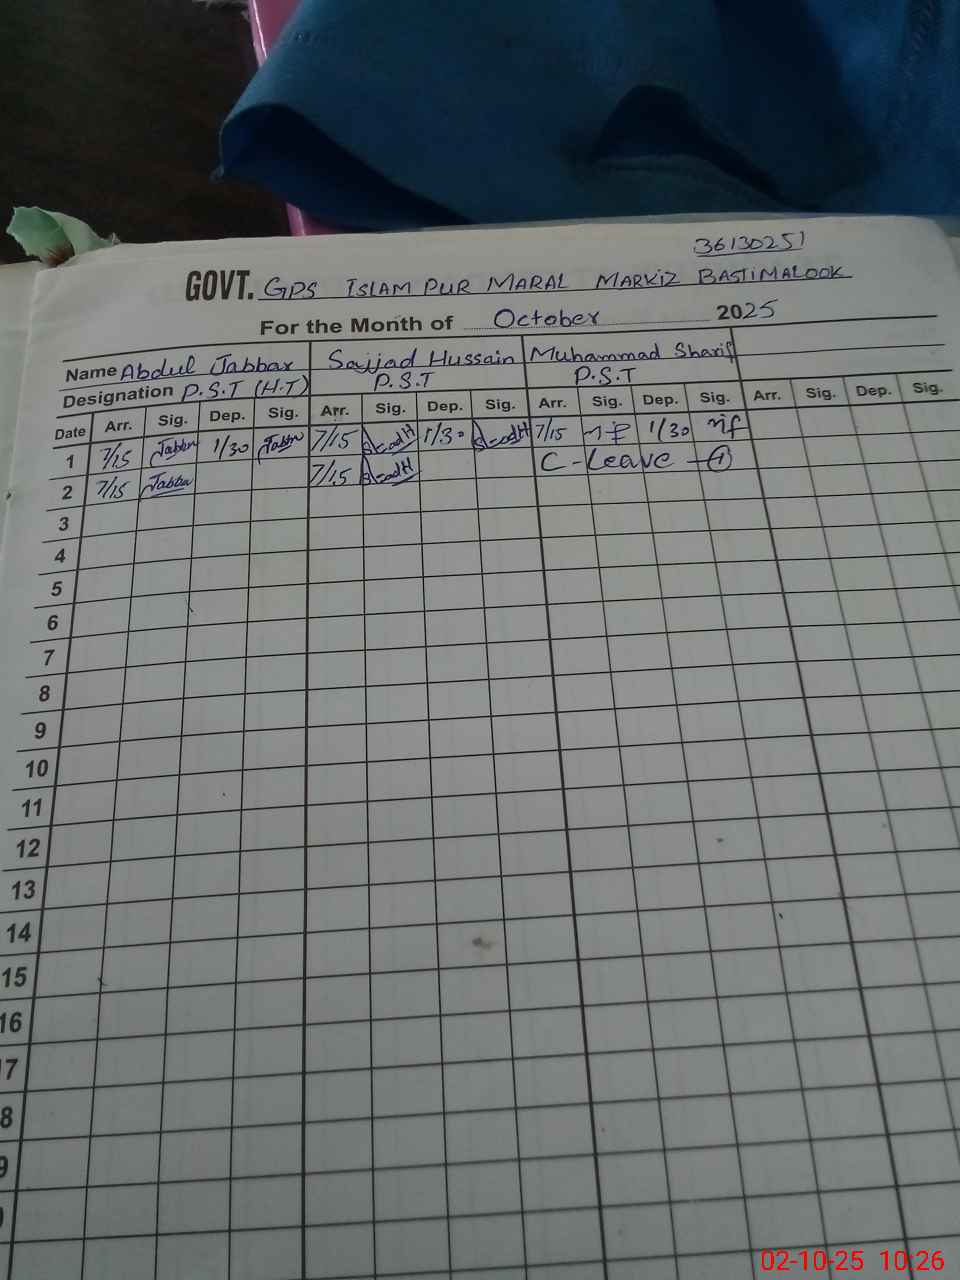 36130251
GOVT. GPS ISLAM PUR MARAL MARKIZ BASTIMALOOK
For the Month of October 2025
Name Abdul Jabbar Sajjad Hussain Muhammad Sharif
Designation P.S.T (H.T) P.S.T P.S.T
Date Arr. Sig. Dep. Sig. Arr. Sig. Dep. Sig. Arr. Sig. Dep. Sig. Arr. Sig. Dep. Sig.
1 7/15 Jabbar 1/30 Jabbar 7/15 1/30 7/15 1/30
2 7/15 Jabbar 7/15 C-Leave - 1
3
4
5
6
7
8
9
10
11
12
13
14
15
16
7
8
9
02-10-25 10:26